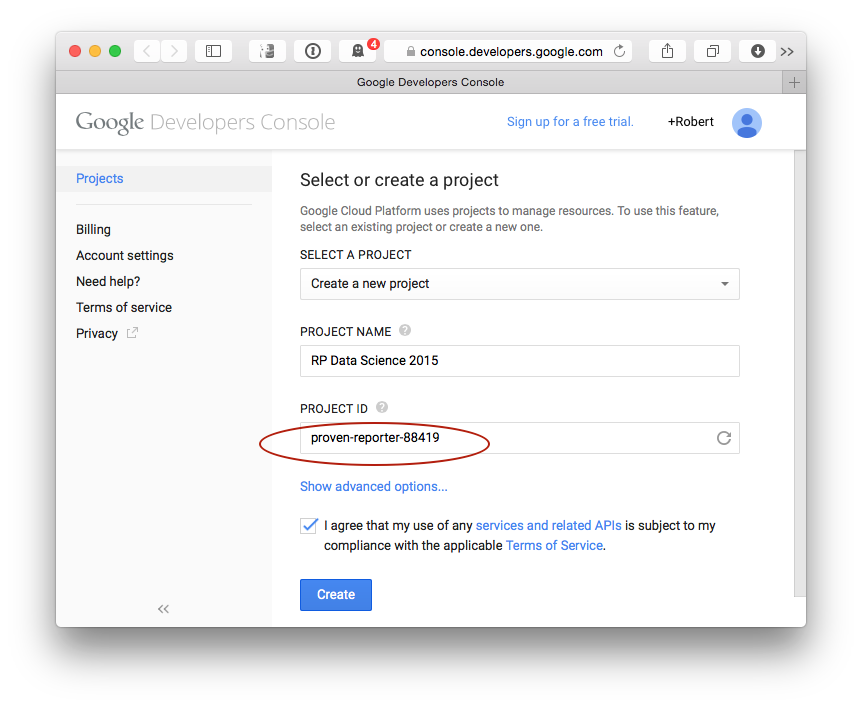 4
console.developers.google.com
Google Developers Console
Google Developers Console
Sign up for a free trial.
+Robert
Projects
Billing
Account settings
Need help?
Terms of service
Privacy
Select or create a project
Google Cloud Platform uses projects to manage resources. To use this feature,
select an existing project or create a new one.
SELECT A PROJECT
Create a new project
PROJECT NAME ?
RP Data Science 2015
PROJECT ID ?
proven-reporter-88419
Show advanced options...
I agree that my use of any services and related APIs is subject to my
compliance with the applicable Terms of Service.
Create